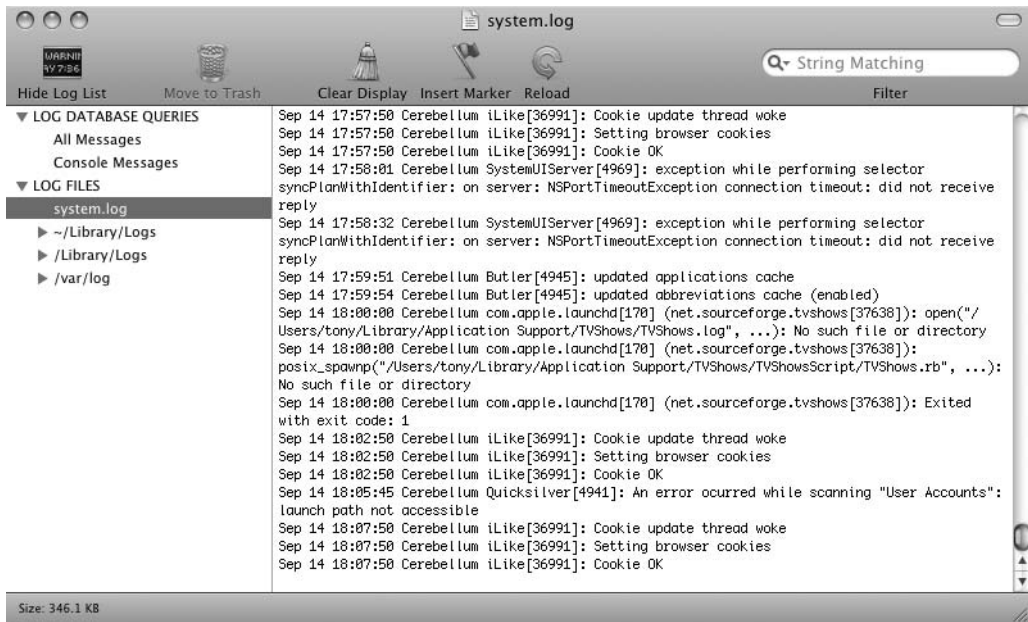 system.log
WARNIN
AY 7:36
Hide Log List
Move to Trash
Clear Display
Insert Marker
Reload
String Matching
Filter
LOG DATABASE QUERIES
All Messages
Console Messages
LOG FILES
system.log
~/Library/Logs
/Library/Logs
/var/log
Sep 14 17:57:50 Cerebellum iLike[36991]: Cookie update thread woke
Sep 14 17:57:50 Cerebellum iLike[36991]: Setting browser cookies
Sep 14 17:57:50 Cerebellum iLike[36991]: Cookie OK
Sep 14 17:58:01 Cerebellum SystemUIServer[4969]: exception while performing selector
syncPlanWithIdentifier: on server: NSPortTimeoutException connection timeout: did not receive
reply
Sep 14 17:58:32 Cerebellum SystemUIServer[4969]: exception while performing selector
syncPlanWithIdentifier: on server: NSPortTimeoutException connection timeout: did not receive
reply
Sep 14 17:59:51 Cerebellum Butler[4945]: updated applications cache
Sep 14 17:59:54 Cerebellum Butler[4945]: updated abbreviations cache (enabled)
Sep 14 18:00:00 Cerebellum com.apple.launchd[170] (net.sourceforge.tvshows[37638]): open("/
Users/tony/Library/Application Support/TVShows/TVShows.log", ...): No such file or directory
Sep 14 18:00:00 Cerebellum com.apple.launchd[170] (net.sourceforge.tvshows[37638]):
posix_spawnp("/Users/tony/Library/Application Support/TVShows/TVShowsScript/TVShows.rb", ...):
No such file or directory
Sep 14 18:00:00 Cerebellum com.apple.launchd[170] (net.sourceforge.tvshows[37638]): Exited
with exit code: 1
Sep 14 18:02:50 Cerebellum iLike[36991]: Cookie update thread woke
Sep 14 18:02:50 Cerebellum iLike[36991]: Setting browser cookies
Sep 14 18:02:50 Cerebellum iLike[36991]: Cookie OK
Sep 14 18:05:45 Cerebellum Quicksilver[4941]: An error ocurred while scanning "User Accounts":
launch path not accessible
Sep 14 18:07:50 Cerebellum iLike[36991]: Cookie update thread woke
Sep 14 18:07:50 Cerebellum iLike[36991]: Setting browser cookies
Sep 14 18:07:50 Cerebellum iLike[36991]: Cookie OK
Size: 346.1 KB